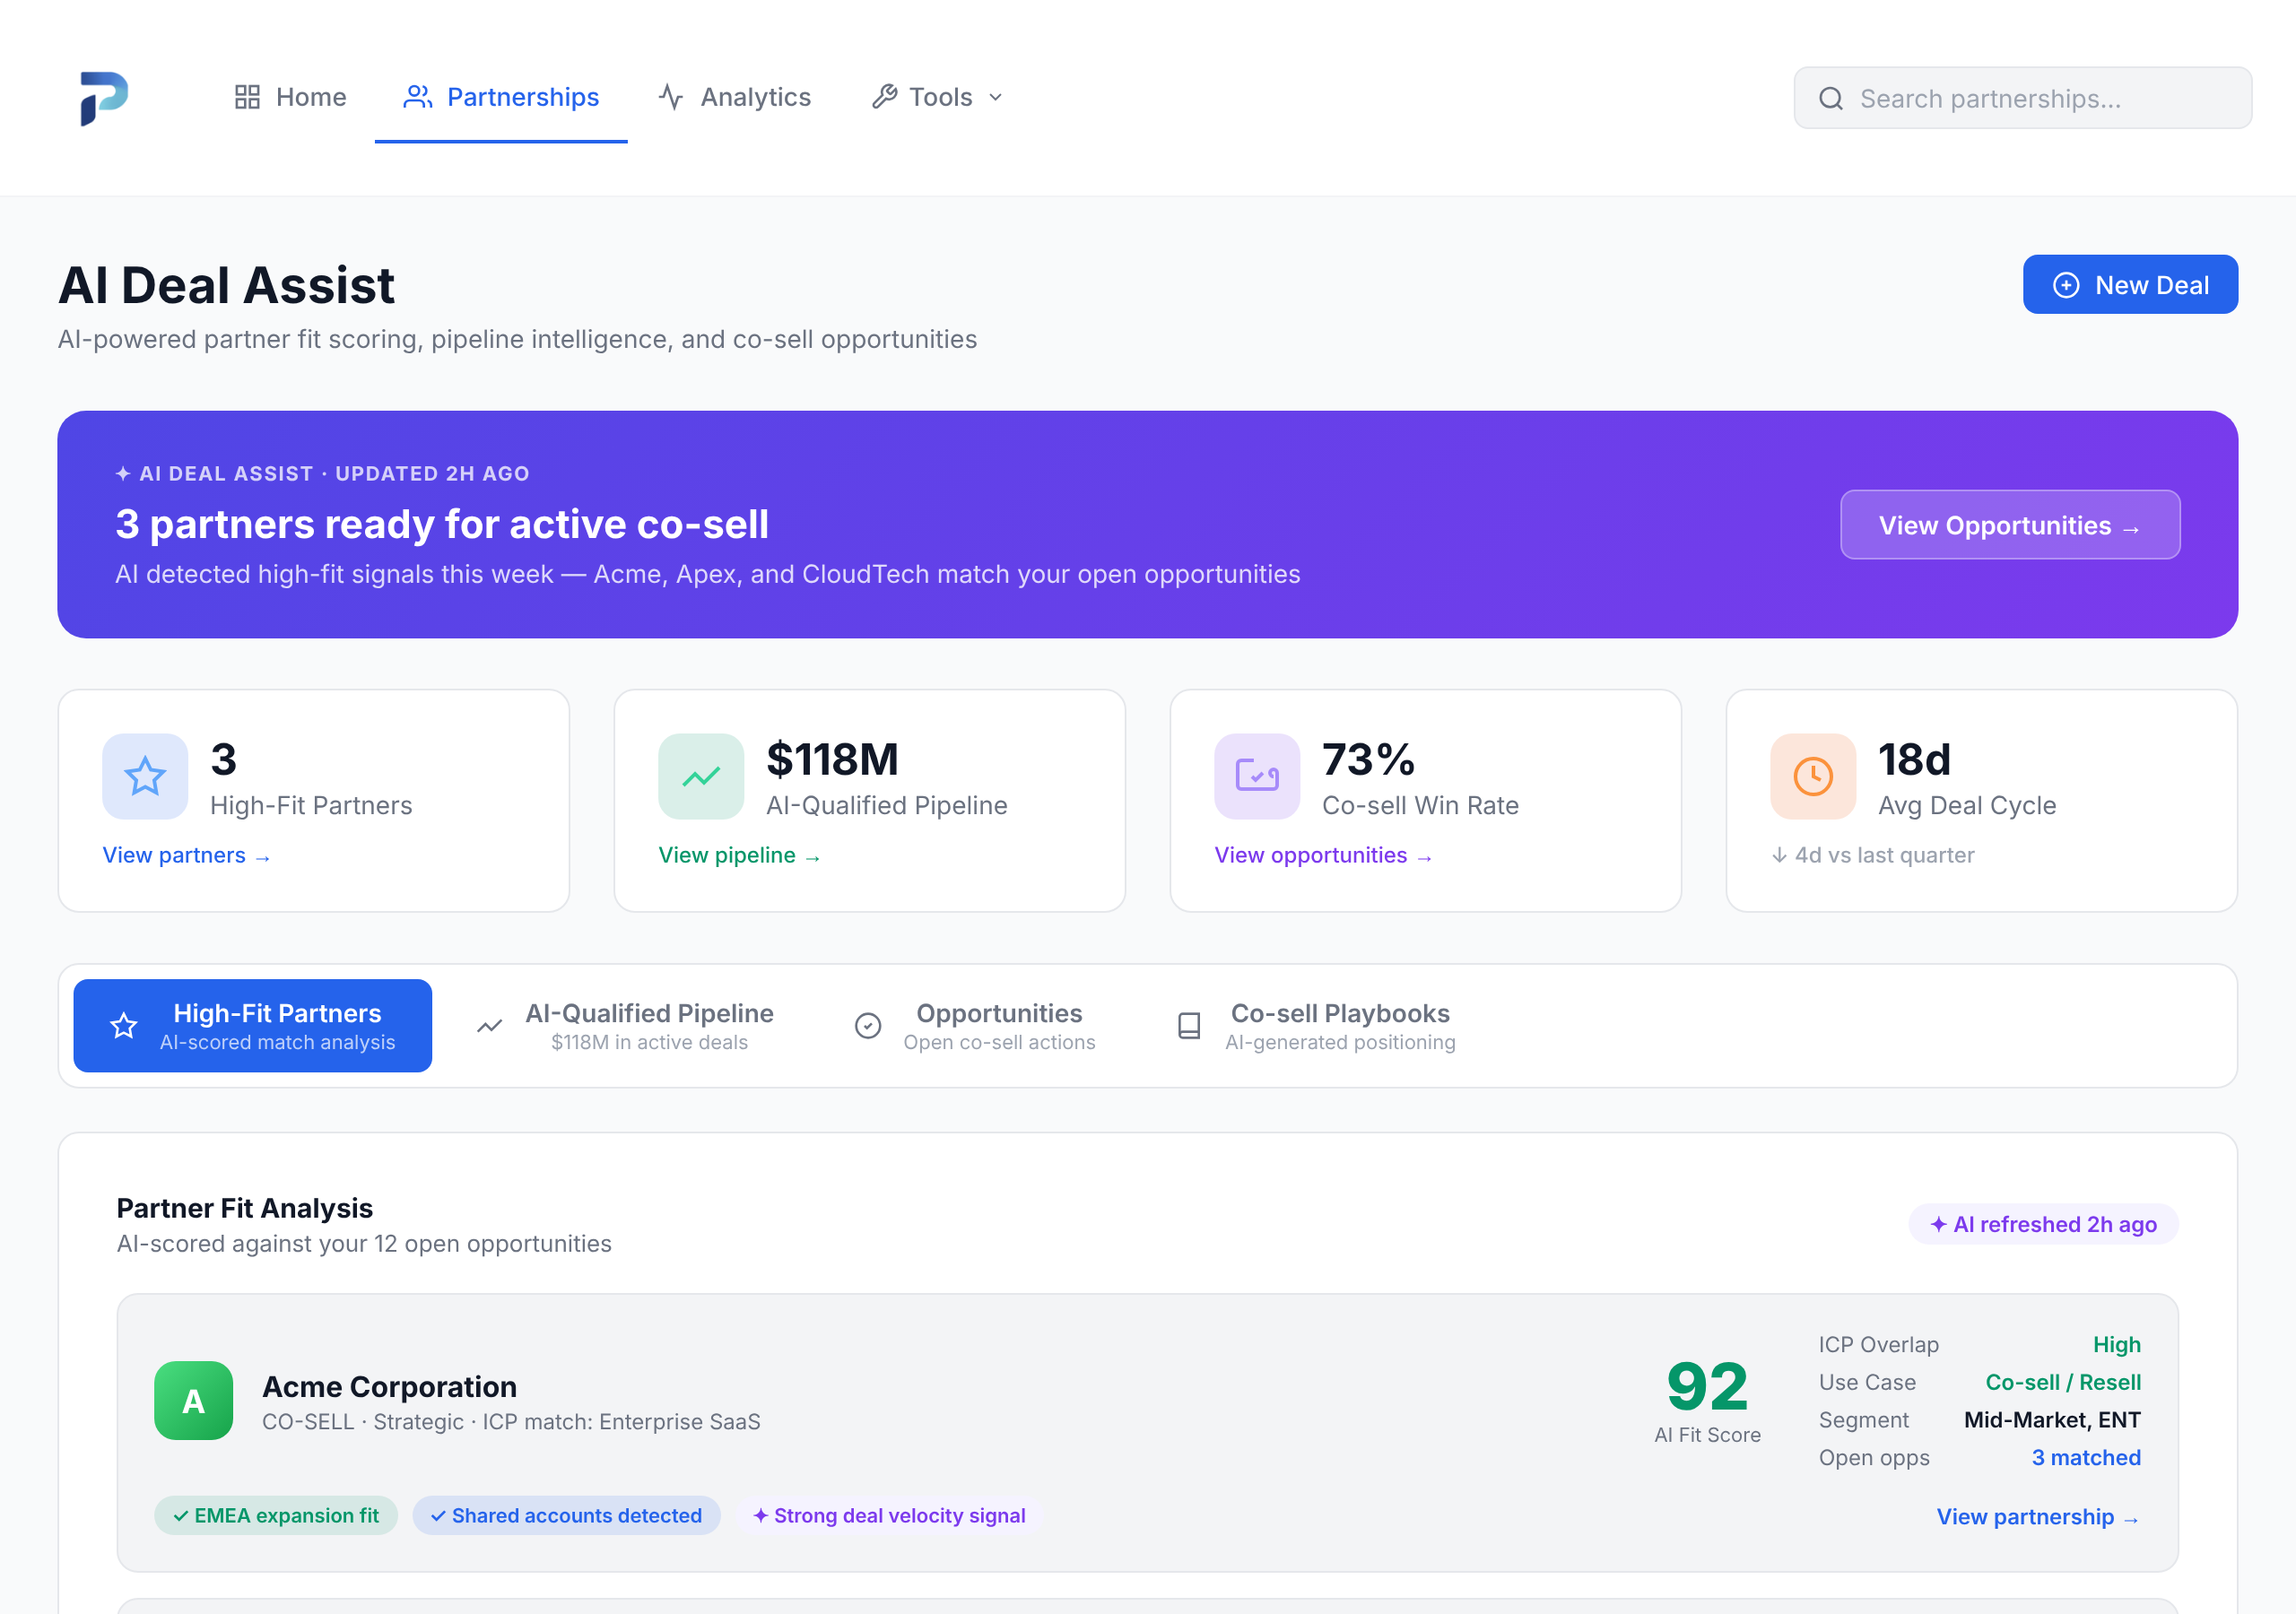 Home Partnerships Analytics Tools
Search partnerships...
AI Deal Assist
New Deal
AI-powered partner fit scoring, pipeline intelligence, and co-sell opportunities
✦ AI DEAL ASSIST · UPDATED 2H AGO
3 partners ready for active co-sell
AI detected high-fit signals this week — Acme, Apex, and CloudTech match your open opportunities
View Opportunities →
3
High-Fit Partners
View partners →
$118M
AI-Qualified Pipeline
View pipeline →
73%
Co-sell Win Rate
View opportunities →
18d
Avg Deal Cycle
↓ 4d vs last quarter
High-Fit Partners
AI-scored match analysis
AI-Qualified Pipeline
$118M in active deals
Opportunities
Open co-sell actions
Co-sell Playbooks
AI-generated positioning
Partner Fit Analysis
AI-scored against your 12 open opportunities
✦ AI refreshed 2h ago
A
Acme Corporation
CO-SELL · Strategic · ICP match: Enterprise SaaS
92
AI Fit Score
ICP Overlap High
Use Case Co-sell / Resell
Segment Mid-Market, ENT
Open opps 3 matched
✓ EMEA expansion fit
✓ Shared accounts detected
✦ Strong deal velocity signal
View partnership →